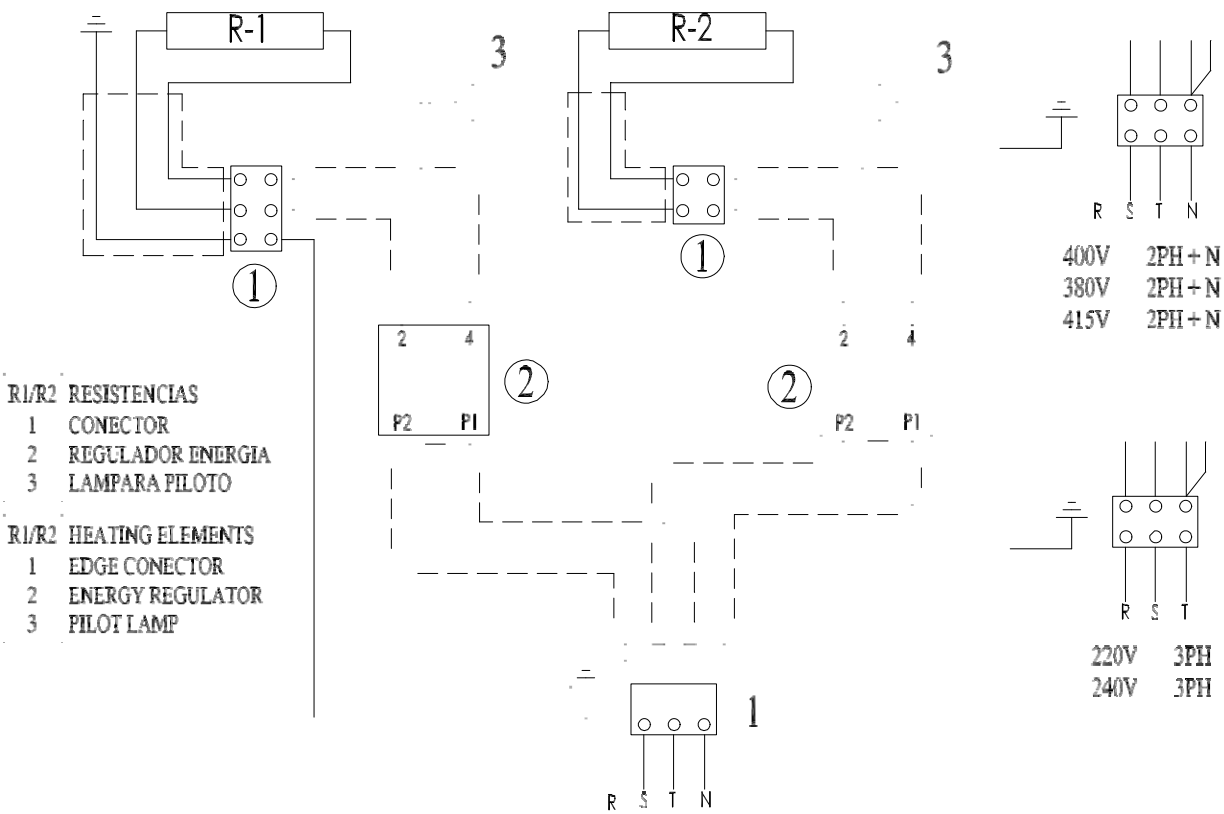 R-1
3
R-2
3
1
1
R S T N
400V 2PH+N
380V 2PH+N
415V 2PH+N
2 4
P2 P1
2
2
2 4
P2 P1
R1/R2 RESISTENCIAS
1 CONECTOR
2 REGULADOR ENERGIA
3 LAMPARA PILOTO
R1/R2 HEATING ELEMENTS
1 EDGE CONECTOR
2 ENERGY REGULATOR
3 PILOT LAMP
R S T
220V 3PH
240V 3PH
1
R S T N